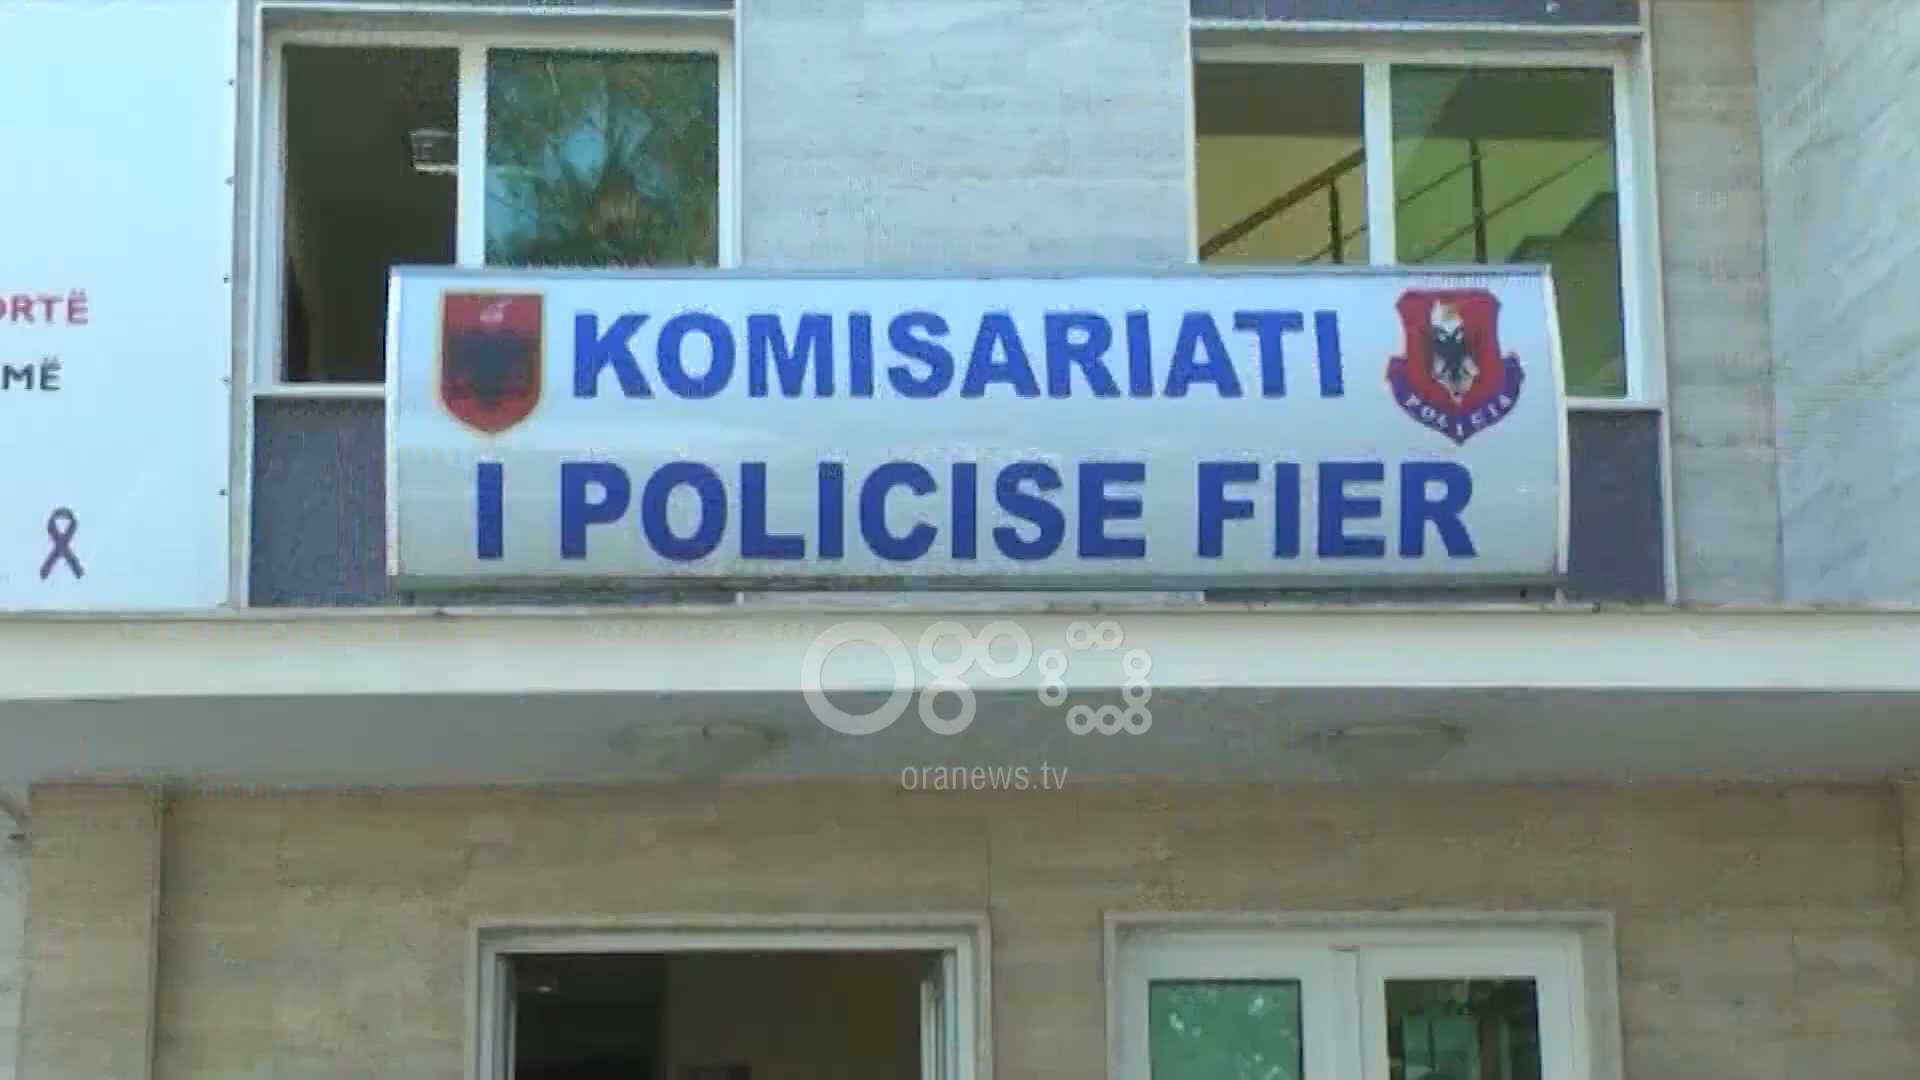 ORTË
MË
KOMISARIATI
I POLICISE FIER
POLICIA
oranews.tv